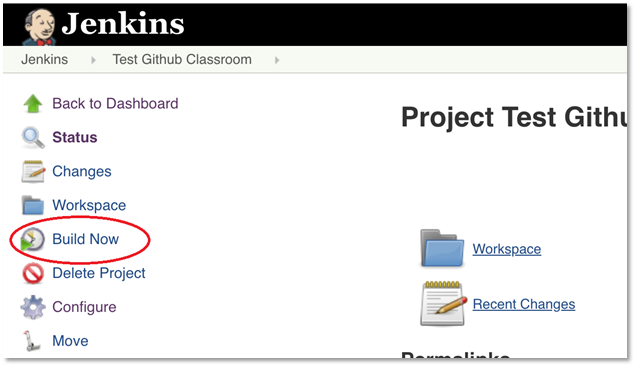 Jenkins
Jenkins Test Github Classroom
Back to Dashboard
Status
Changes
Workspace
Build Now
Delete Project
Configure
Move
Project Test Githu
Workspace
Recent Changes
Permalinks